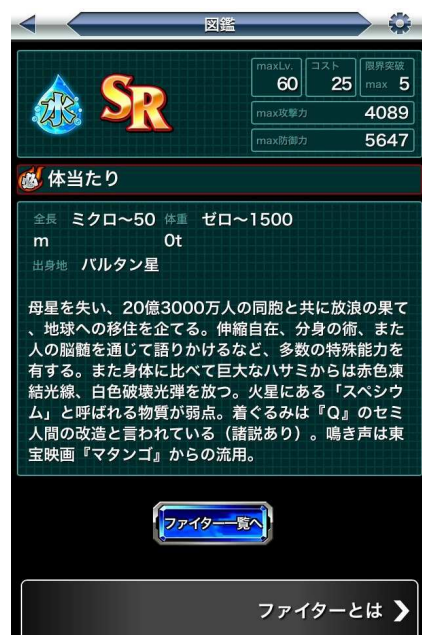 図鑑
水
SR
maxLv. 60
コスト 25
限界突破 max 5
max攻撃力 4089
max防御力 5647
体当たり
全長 ミクロ〜50m 体重 ゼロ〜15000t
出身地 バルタン星
母星を失い、20億3000万人の同胞と共に放浪の果て
、地球への移住を企てる。伸縮自在、分身の術、また
人の脳髄を通じて語りかけるなど、多数の特殊能力を
有する。また身体に比べて巨大なハサミからは赤色凍
結光線、白色破壊光弾を放つ。火星にある「スペシウ
ム」と呼ばれる物質が弱点。着ぐるみは『Q』のセミ
人間の改造と言われている（諸説あり）。鳴き声は東
宝映画『マタンゴ』からの流用。
ファイター一覧へ
ファイターとは